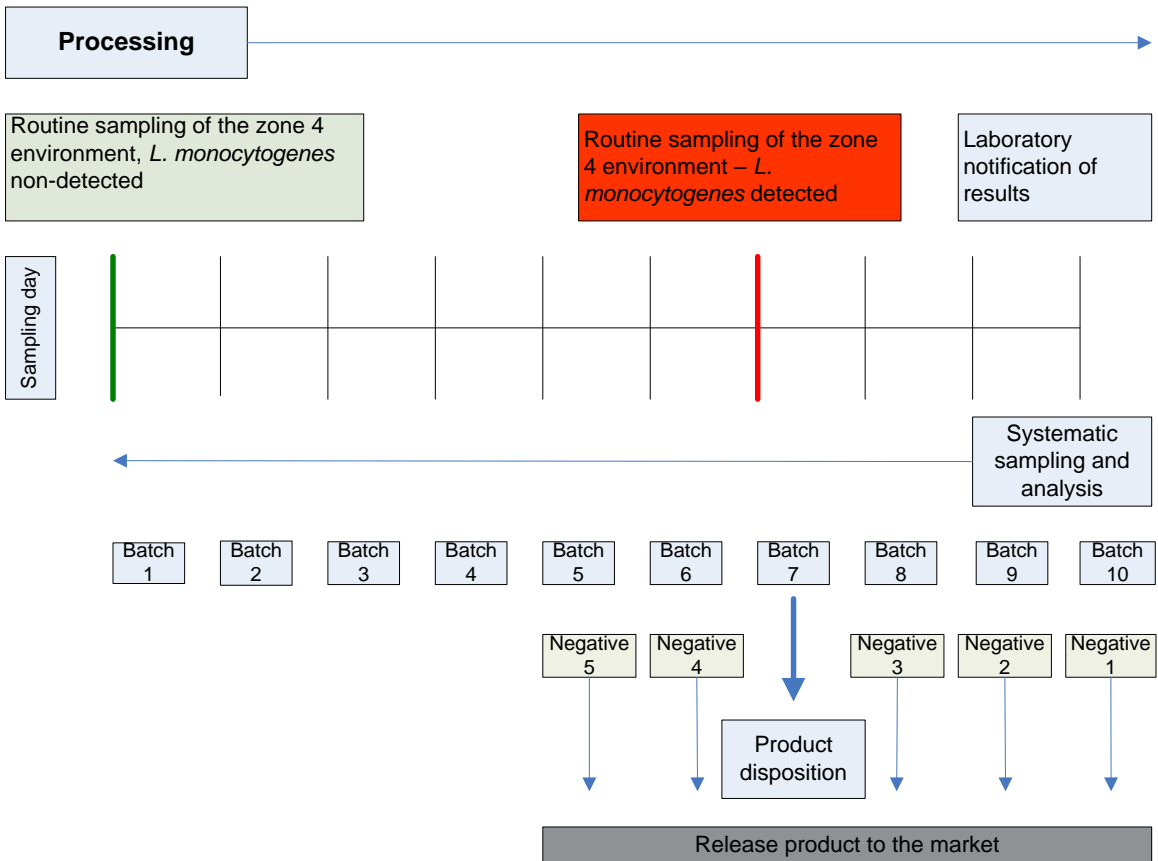 Processing
Routine sampling of the zone 4
environment, L. monocytogenes
non-detected
Routine sampling of the zone
4 environment – L.
monocytogenes detected
Laboratory
notification of
results
Sampling day
Systematic
sampling and
analysis
Batch
1
Batch
2
Batch
3
Batch
4
Batch
5
Batch
6
Batch
7
Batch
8
Batch
9
Batch
10
Negative
5
Negative
4
Negative
3
Negative
2
Negative
1
Product
disposition
Release product to the market